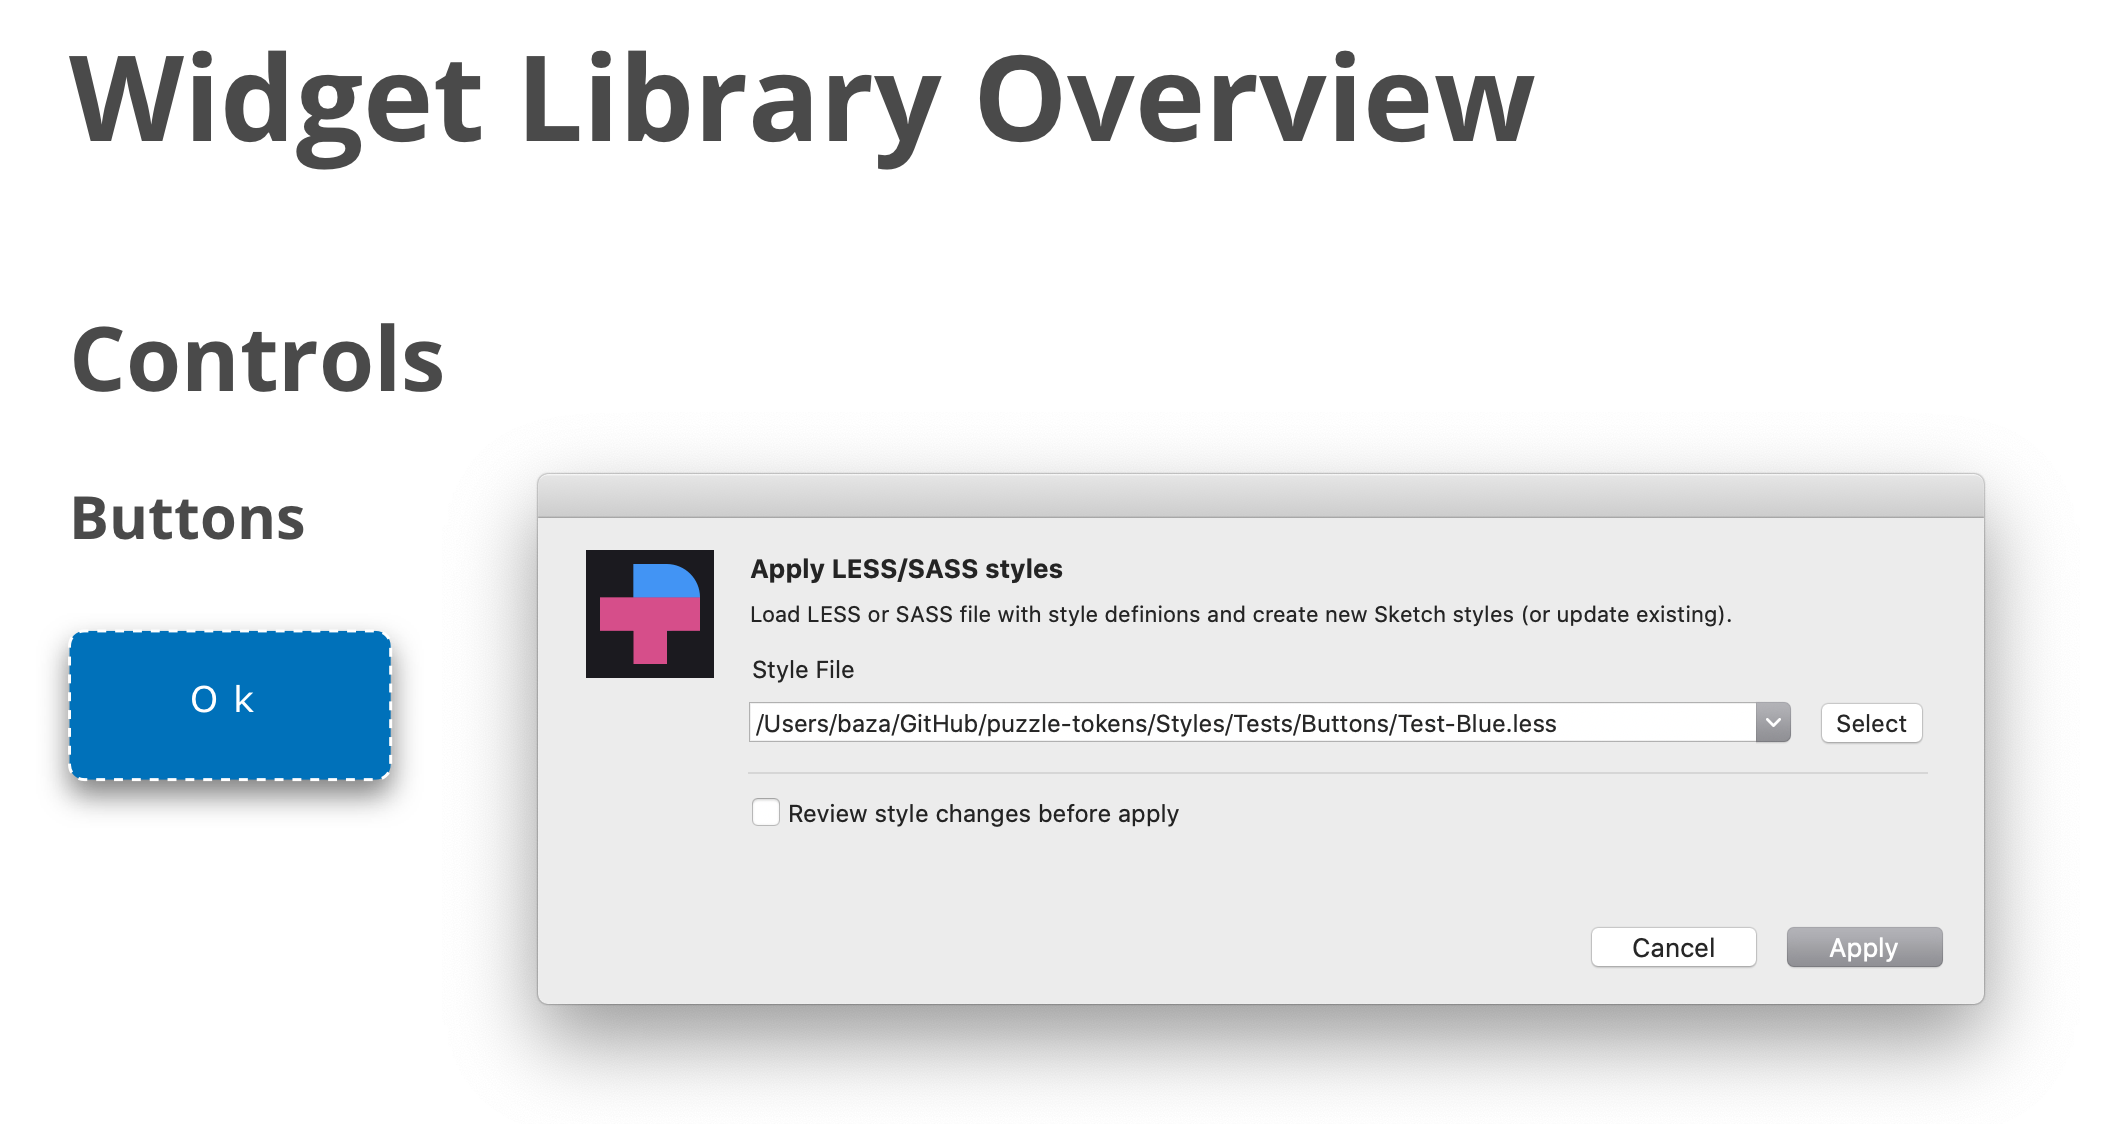 Widget Library Overview
Controls
Buttons
Ok
Apply LESS/SASS styles
Load LESS or SASS file with style definions and create new Sketch styles (or update existing).
Style File
/Users/baza/GitHub/puzzle-tokens/Styles/Tests/Buttons/Test-Blue.less
Select
Review style changes before apply
Cancel
Apply